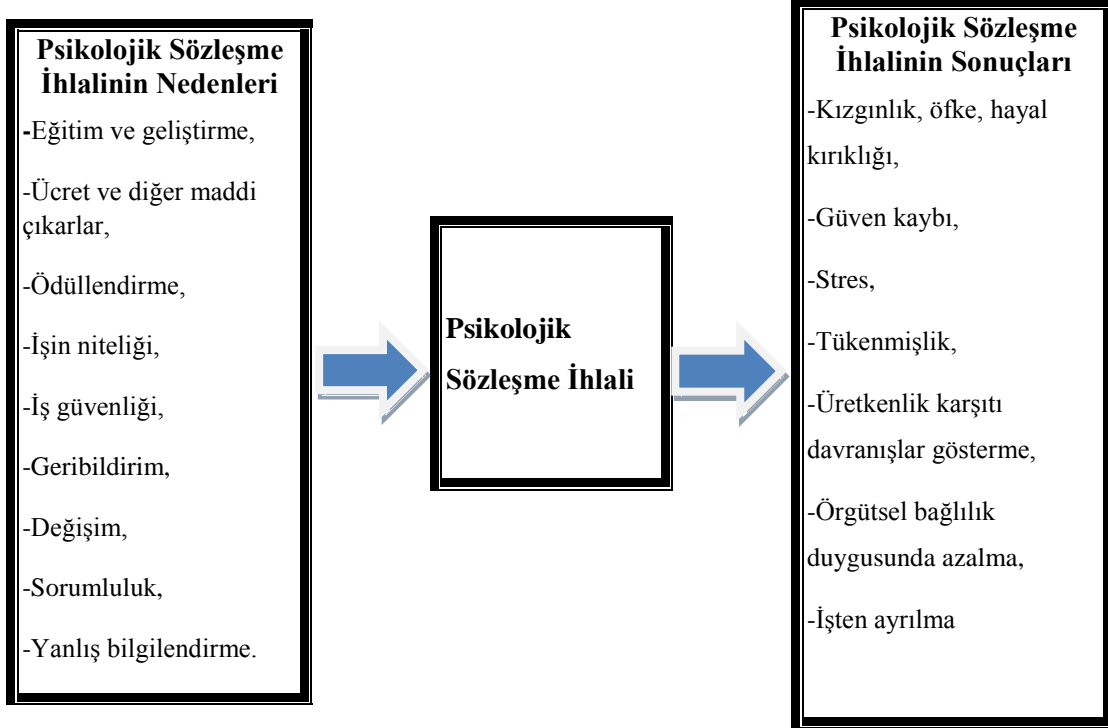 Psikolojik Sözleşme
İhlalinin Nedenleri
-Eğitim ve geliştirme,
-Ücret ve diğer maddi
çıkarlar,
-Ödüllendirme,
-İşin niteliği,
-İş güvenliği,
-Geribildirim,
-Değişim,
-Sorumluluk,
-Yanlış bilgilendirme.
Psikolojik
Sözleşme İhlali
Psikolojik Sözleşme
İhlalinin Sonuçları
-Kızgınlık, öfke, hayal
kırıklığı,
-Güven kaybı,
-Stres,
-Tükenmişlik,
-Üretkenlik karşıtı
davranışlar gösterme,
-Örgütsel bağlılık
duygusunda azalma,
-İşten ayrılma